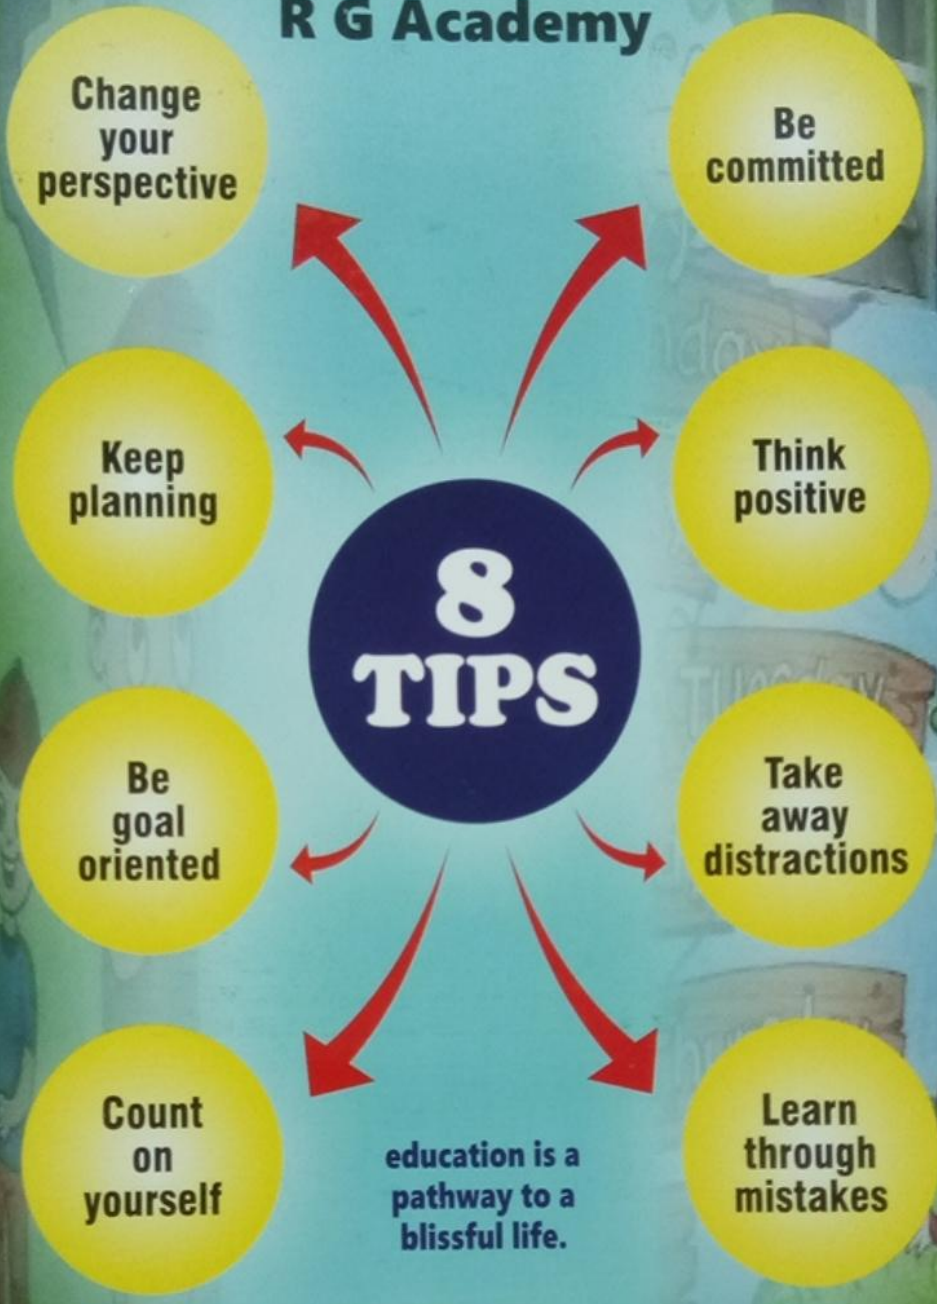 R G Academy
Change
your
perspective
Be
committed
Keep
planning
Think
positive
8
TIPS
Be
goal
oriented
Take
away
distractions
Count
on
yourself
education is a
pathway to a
blissful life.
Learn
through
mistakes
Tuesday